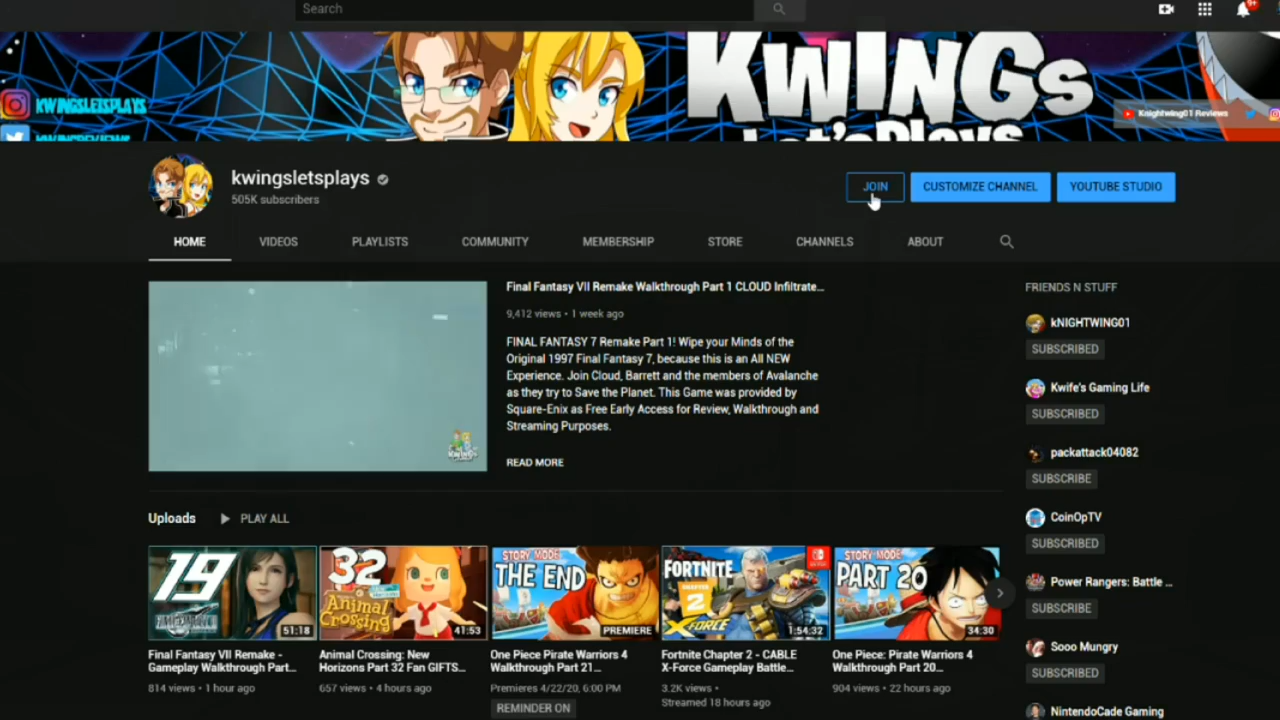 Search
9+
KWINGSLETSPLAYS
KWINGREVIEWS
KWINGs
Let'sPlays
Knightwing01 Reviews
kwingsletsplays
505K subscribers
JOIN
CUSTOMIZE CHANNEL
YOUTUBE STUDIO
HOME
VIDEOS
PLAYLISTS
COMMUNITY
MEMBERSHIP
STORE
CHANNELS
ABOUT
KWINGs
Final Fantasy VII Remake Walkthrough Part 1 CLOUD Infiltrate...
9,412 views • 1 week ago
FINAL FANTASY 7 Remake Part 1! Wipe your Minds of the
Original 1997 Final Fantasy 7, because this is an All NEW
Experience. Join Cloud, Barrett and the members of Avalanche
as they try to Save the Planet. This Game was provided by
Square-Enix as Free Early Access for Review, Walkthrough and
Streaming Purposes.
READ MORE
FRIENDS N STUFF
kNIGHTWING01
SUBSCRIBED
Kwife's Gaming Life
SUBSCRIBED
packattack04082
SUBSCRIBE
CoinOpTV
SUBSCRIBED
Power Rangers: Battle ...
SUBSCRIBE
Sooo Mungry
SUBSCRIBED
NintendoCade Gaming
Uploads
PLAY ALL
19
51:18
Final Fantasy VII Remake -
Gameplay Walkthrough Part...
814 views • 1 hour ago
32
Animal
Crossing
41:53
Animal Crossing: New
Horizons Part 32 Fan GIFTS...
657 views • 4 hours ago
STORY MODE
THE END
PREMIERE
One Piece Pirate Warriors 4
Walkthrough Part 21...
Premieres 4/22/20, 6:00 PM
REMINDER ON
FORTNITE
CHAPTER
2
X-FORCE
1:54:32
Fortnite Chapter 2 - CABLE
X-Force Gameplay Battle...
3.2K views •
Streamed 18 hours ago
STORY MODE
PART 20
34:30
One Piece: Pirate Warriors 4
Walkthrough Part 20...
904 views • 22 hours ago